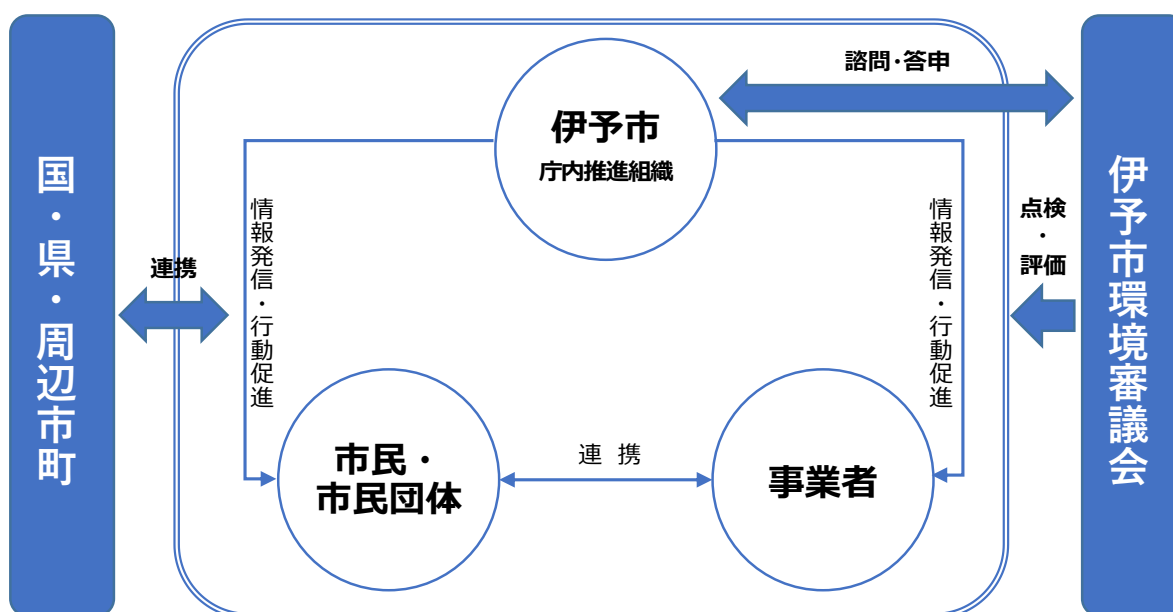 国・県・周辺市町
連携
伊予市
庁内推進組織
諮問・答申
情報発信・行動促進
情報発信・行動促進
点検
・
評価
伊予市環境審議会
市民・
市民団体
連 携
事業者